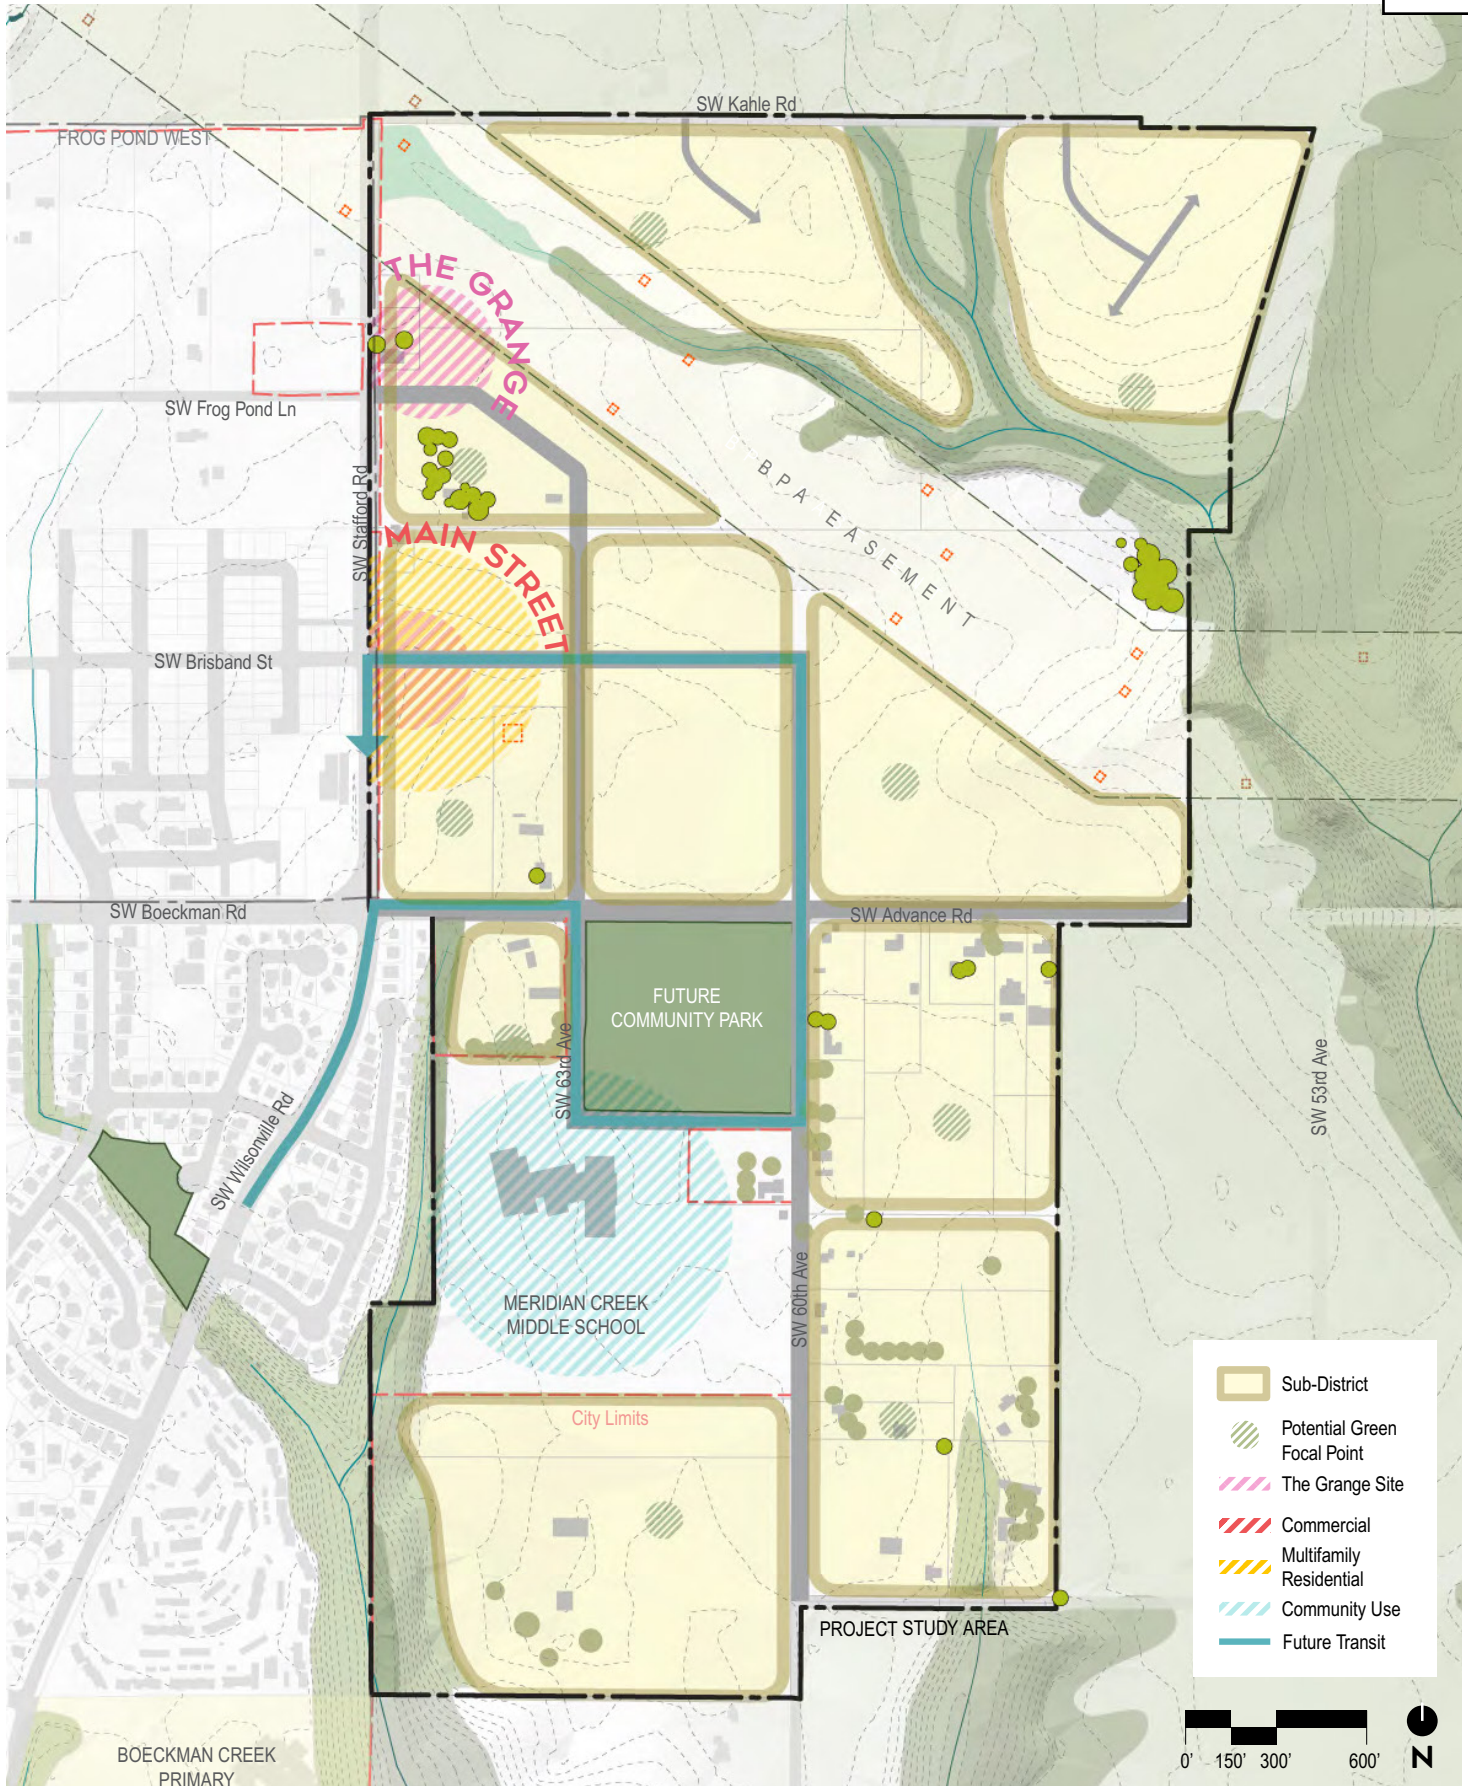 SW Kahle Rd
FROG POND WEST
THE GRANGE
SW Frog Pond Ln
SW Stafford Rd
BPA EASEMENT
MAIN STREET
SW Brisband St
SW Boeckman Rd
SW Advance Rd
FUTURE
COMMUNITY PARK
SW 63rd Ave
SW 53rd Ave
SW Wilsonville Rd
SW 60th Ave
MERIDIAN CREEK
MIDDLE SCHOOL
City Limits
Sub-District
Potential Green
Focal Point
The Grange Site
Commercial
Multifamily
Residential
Community Use
Future Transit
PROJECT STUDY AREA
BOECKMAN CREEK
PRIMARY
0' 150' 300' 600'
N